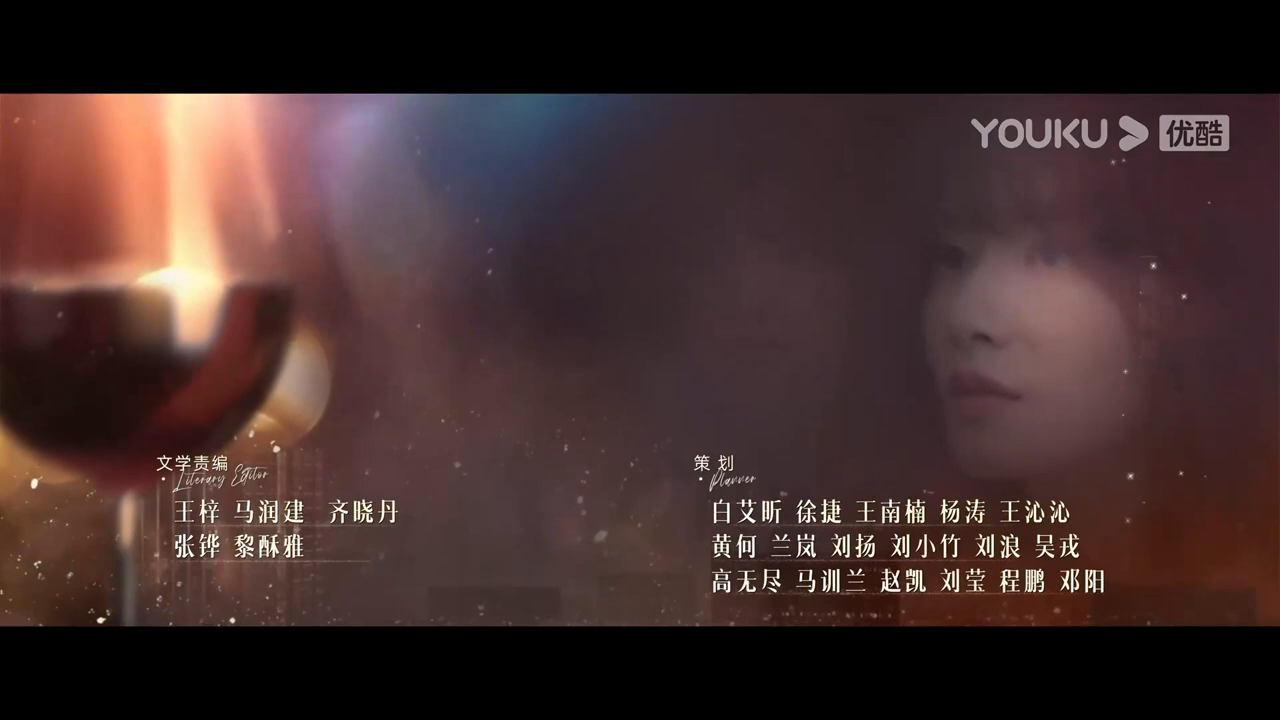 YOUKU 优酷
文学责编
Literary Editor
王梓 马润建 齐晓丹
张铧 黎酥雅
策 划
Planner
白艾昕 徐捷 王南楠 杨涛 王沁沁
黄何 兰岚 刘扬 刘小竹 刘浪 吴戎
高无尽 马训兰 赵凯 刘莹 程鹏 邓阳